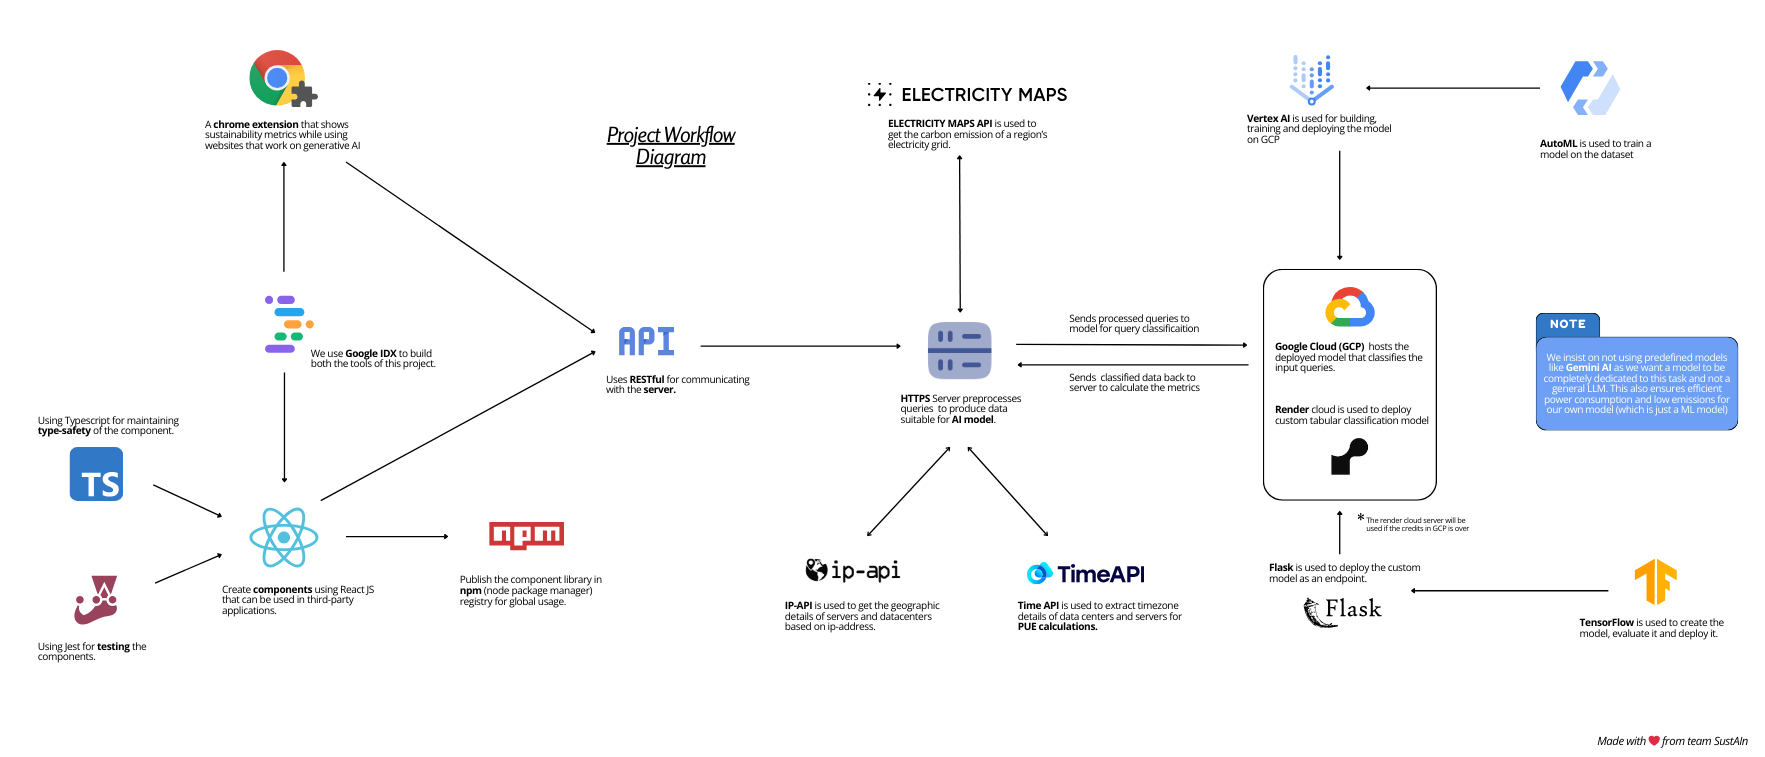 A chrome extension that shows
sustainability metrics while using
websites that work on generative AI
Project Workflow
Diagram
ELECTRICITY MAPS
ELECTRICITY MAPS API is used to
get the carbon emission of a region's
electricity grid.
Vertex AI is used for building,
training and deploying the model
on GCP
AutoML is used to train a
model on the dataset
We use Google IDX to build
both the tools of this project.
API
Uses RESTful for communicating
with the server.
HTTPS Server preprocesses
queries to produce data
suitable for AI model.
Sends processed queries to
model for query classificaition
Sends classified data back to
server to calculate the metrics
Google Cloud (GCP) hosts the
deployed model that classifies the
input queries.
Render cloud is used to deploy
custom tabular classification model
NOTE
We insist on not using predefined models
like Gemini AI as we want a model to be
completely dedicated to this task and not a
general LLM. This also ensures efficient
power consumption and low emissions for
our own model (which is just a ML model)
Using Typescript for maintaining
type-safety of the component.
TS
Using Jest for testing the
components.
Create components using React JS
that can be used in third-party
applications.
npm
Publish the component library in
npm (node package manager)
registry for global usage.
ip-api
IP-API is used to get the geographic
details of servers and datacenters
based on ip-address.
TimeAPI
Time API is used to extract timezone
details of data centers and servers for
PUE calculations.
* The render cloud server will be
used if the credits in GCP is over
Flask is used to deploy the custom
model as an endpoint.
Flask
TensorFlow is used to create the
model, evaluate it and deploy it.
Made with ❤ from team SustAIn